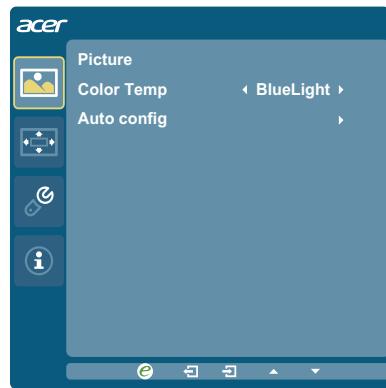 acer
Picture
Color Temp BlueLight
Auto config
e